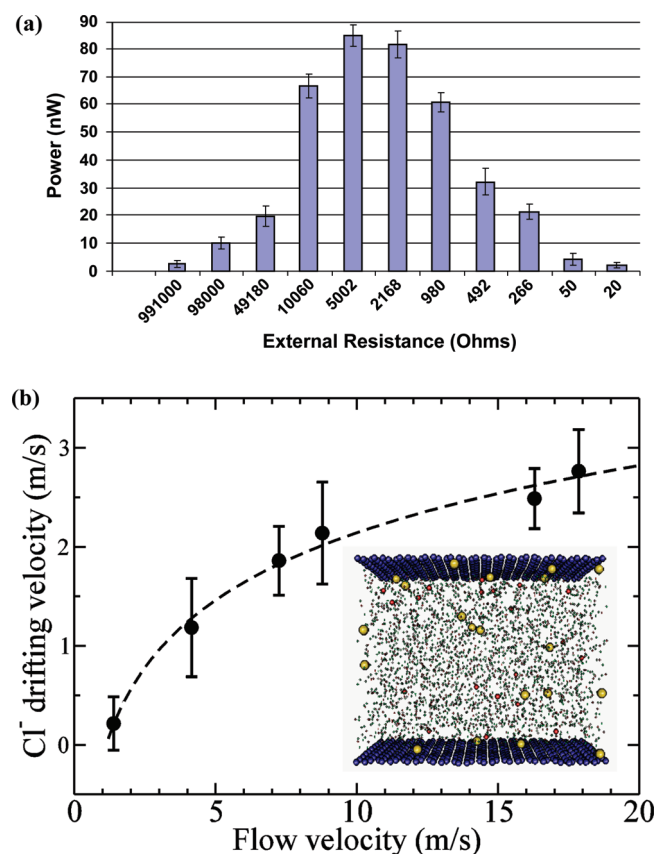 (a)
90
80
70
60
50
40
30
20
10
0
Power (nW)
991000 98000 49180 10060 5002 2168 980 492 266 50 20
External Resistance (Ohms)
(b)
3
2
1
0
Cl⁻ drifting velocity (m/s)
0 5 10 15 20
Flow velocity (m/s)